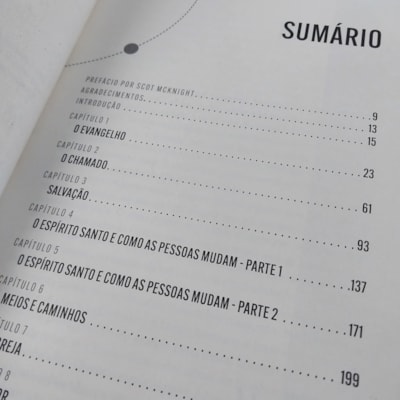 SUMÁRIO
PREFÁCIO POR SCOT MCKNIGHT 9
AGRADECIMENTOS 13
INTRODUÇÃO 15
CAPÍTULO 1
O EVANGELHO 23
CAPÍTULO 2
O CHAMADO 61
CAPÍTULO 3
SALVAÇÃO 93
CAPÍTULO 4
O ESPÍRITO SANTO E COMO AS PESSOAS MUDAM - PARTE 1 137
CAPÍTULO 5
O ESPÍRITO SANTO E COMO AS PESSOAS MUDAM - PARTE 2 171
CAPÍTULO 6
MEIOS E CAMINHOS 199
7
8